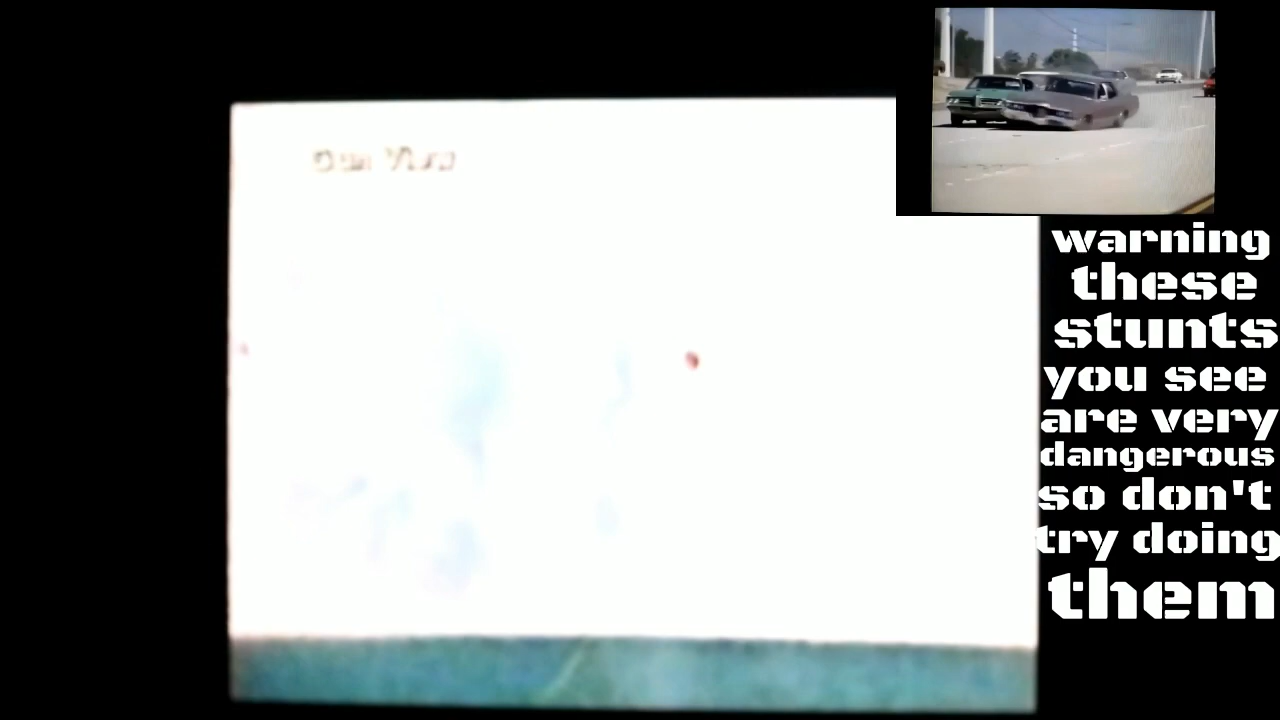 warning
these
stunts
you see
are very
dangerous
so don't
try doing
them